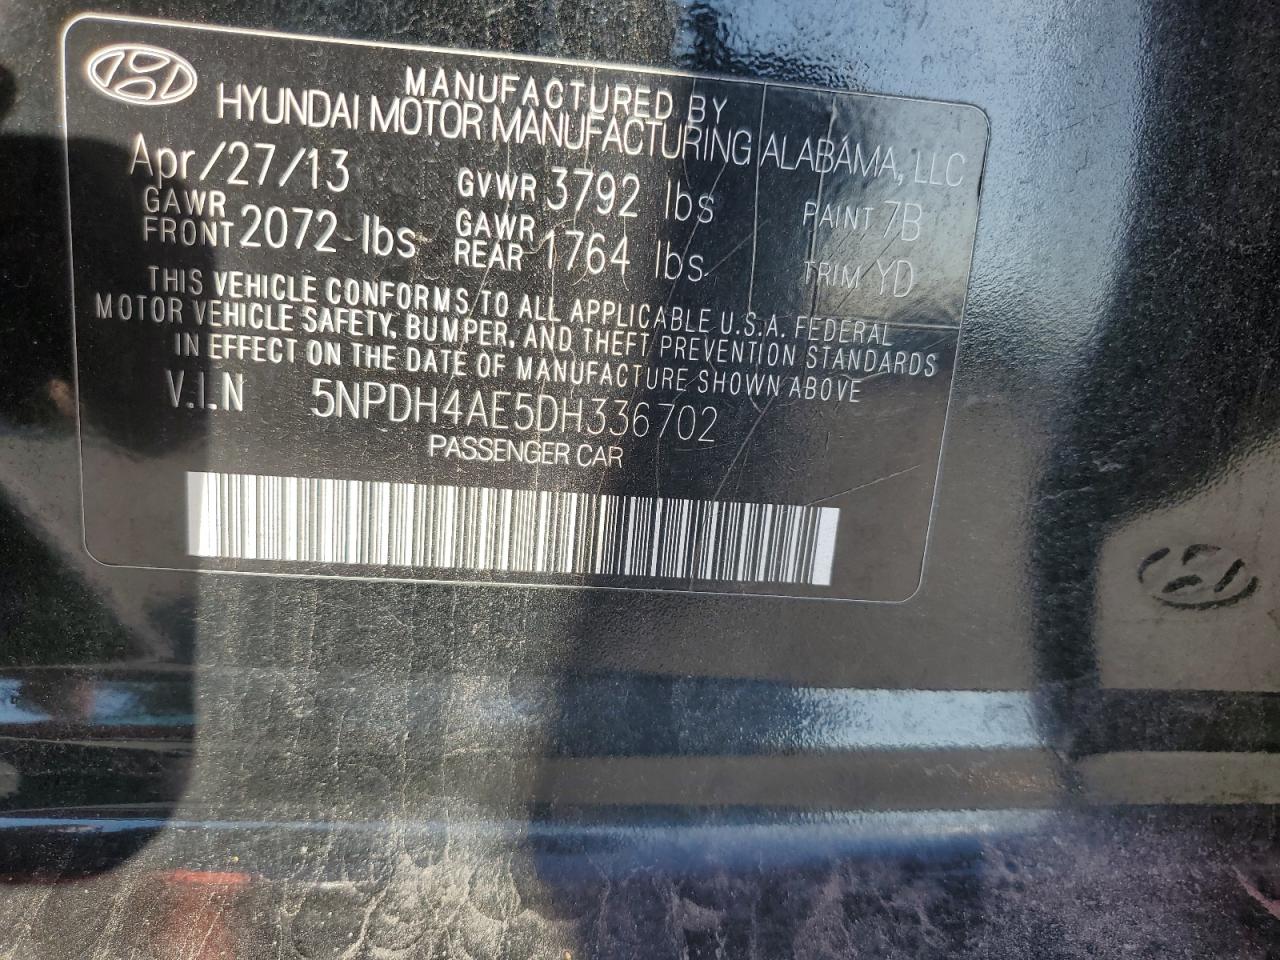 MANUFACTURED BY
HYUNDAI MOTOR MANUFACTURING ALABAMA, LLC
Apr/27/13 GVWR 3792 lbs PAINT 7B
GAWR FRONT 2072 lbs GAWR REAR 1764 lbs TRIM YD
THIS VEHICLE CONFORMS TO ALL APPLICABLE U.S.A. FEDERAL
MOTOR VEHICLE SAFETY, BUMPER, AND THEFT PREVENTION STANDARDS
IN EFFECT ON THE DATE OF MANUFACTURE SHOWN ABOVE
V.I.N 5NPDH4AE5DH336702
PASSENGER CAR